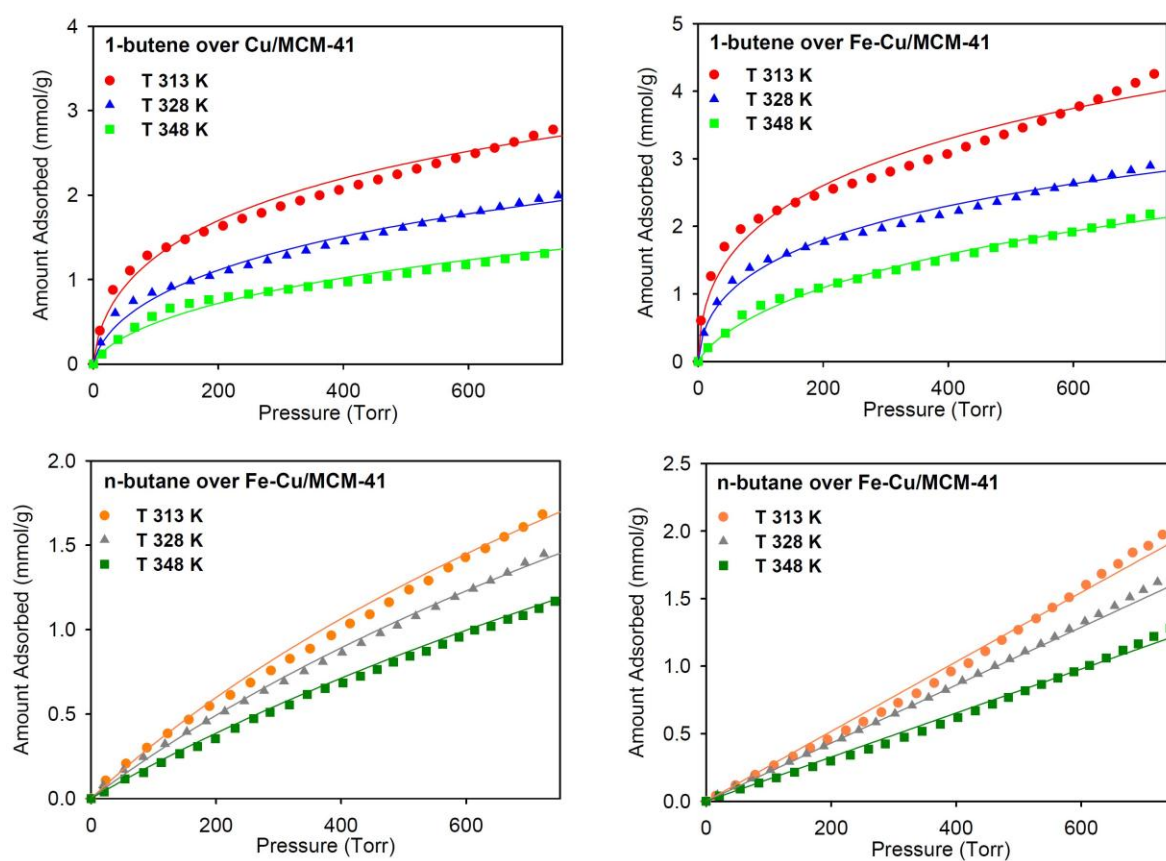 1-butene over Cu/MCM-41
T 313 K
T 328 K
T 348 K
Amount Adsorbed (mmol/g)
4
3
2
1
0
0 200 400 600
Pressure (Torr)
1-butene over Fe-Cu/MCM-41
T 313 K
T 328 K
T 348 K
Amount Adsorbed (mmol/g)
5
4
3
2
1
0
0 200 400 600
Pressure (Torr)
n-butane over Fe-Cu/MCM-41
T 313 K
T 328 K
T 348 K
Amount Adsorbed (mmol/g)
2.0
1.5
1.0
0.5
0.0
0 200 400 600
Pressure (Torr)
n-butane over Fe-Cu/MCM-41
T 313 K
T 328 K
T 348 K
Amount Adsorbed (mmol/g)
2.5
2.0
1.5
1.0
0.5
0.0
0 200 400 600
Pressure (Torr)